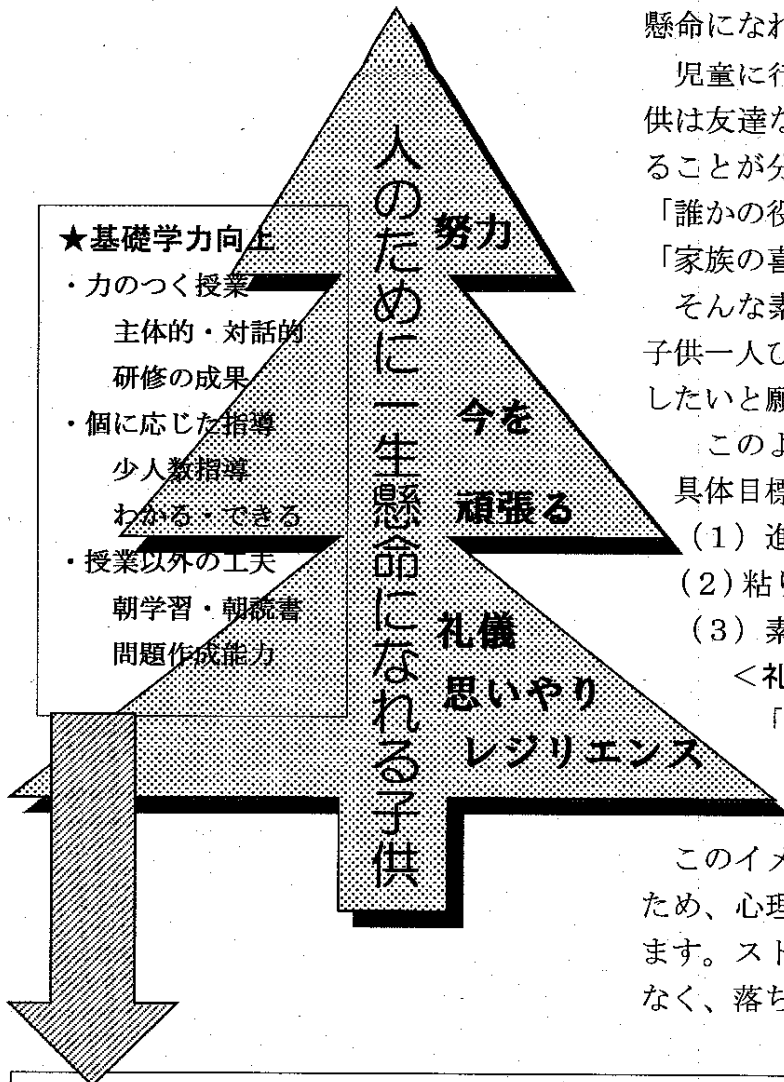 人のために一生懸命になれる子供
努力
今を
頑張る
礼儀
思いやり
レジリエンス
★基礎学力向上
・力のつく授業
主体的・対話的
研修の成果
・個に応じた指導
少人数指導
わかる・できる
・授業以外の工夫
朝学習・朝読書
問題作成能力
懸命になれ
児童に行
供は友達な
ることが分
「誰かの役
「家族の喜
そんな素
子供一人ひ
したいと願
このよ
具体目標
(1) 進
(2) 粘り
(3) 素
<礼
「
このイメ
ため、心理
ます。スト
なく、落ち